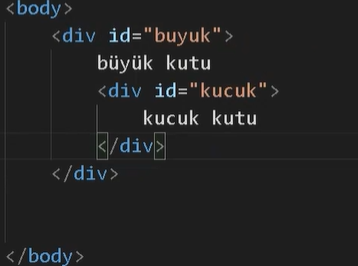 <body>
<div id="buyuk">
büyük kutu
<div id="kucuk">
kucuk kutu
</div>
</div>
</body>